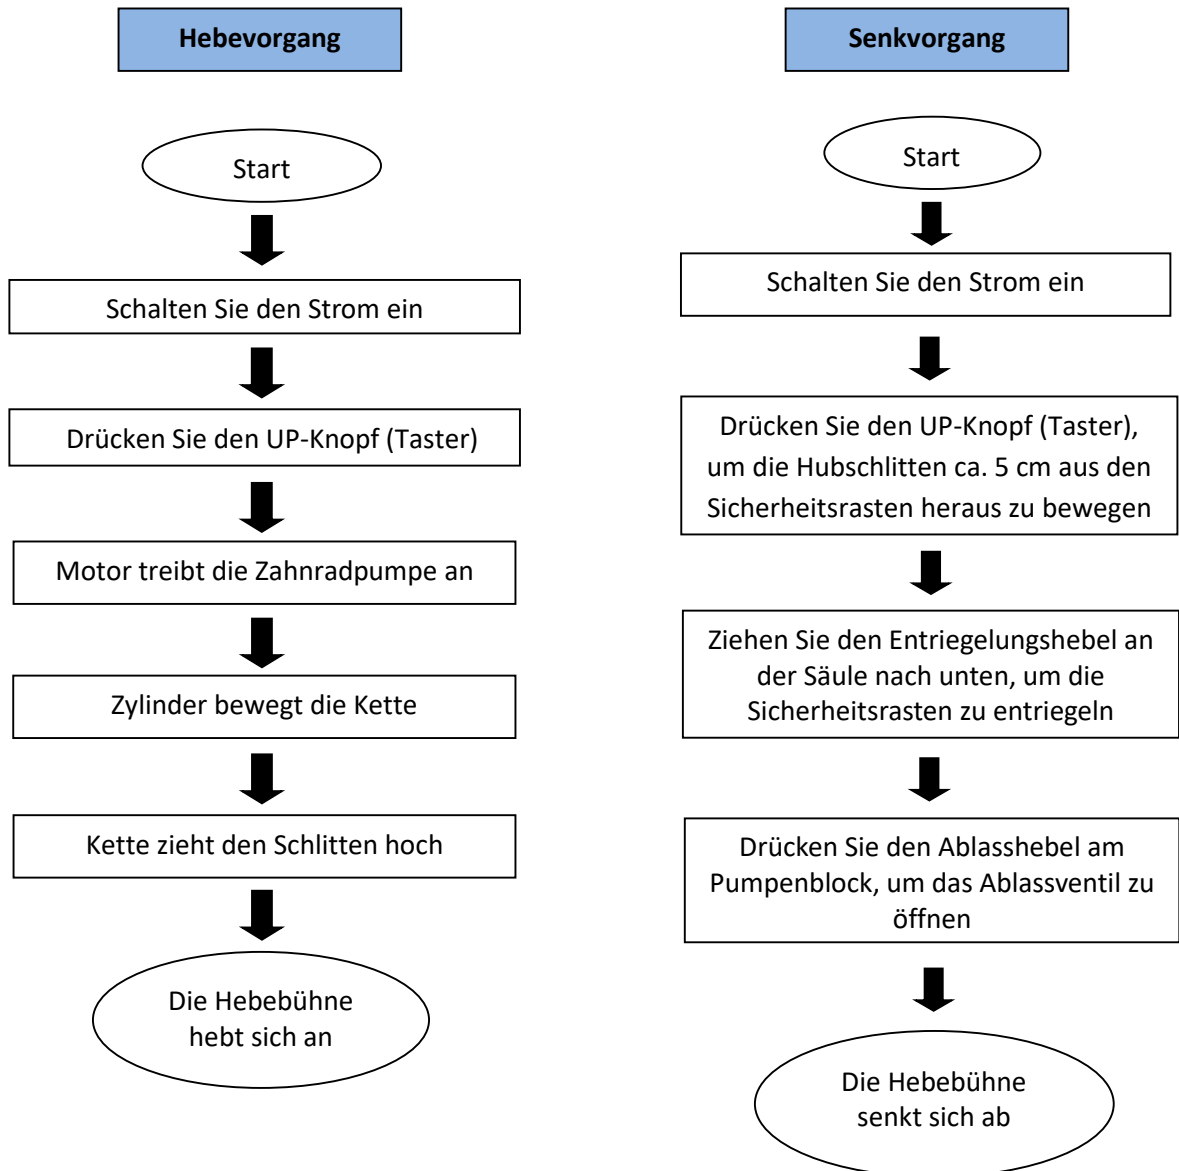 Hebevorgang
Start
Schalten Sie den Strom ein
Drücken Sie den UP-Knopf (Taster)
Motor treibt die Zahnradpumpe an
Zylinder bewegt die Kette
Kette zieht den Schlitten hoch
Die Hebebühne
hebt sich an
Senkvorgang
Start
Schalten Sie den Strom ein
Drücken Sie den UP-Knopf (Taster),
um die Hubschlitten ca. 5 cm aus den
Sicherheitsrasten heraus zu bewegen
Ziehen Sie den Entriegelungshebel an
der Säule nach unten, um die
Sicherheitsrasten zu entriegeln
Drücken Sie den Ablasshebel am
Pumpenblock, um das Ablassventil zu
öffnen
Die Hebebühne
senkt sich ab